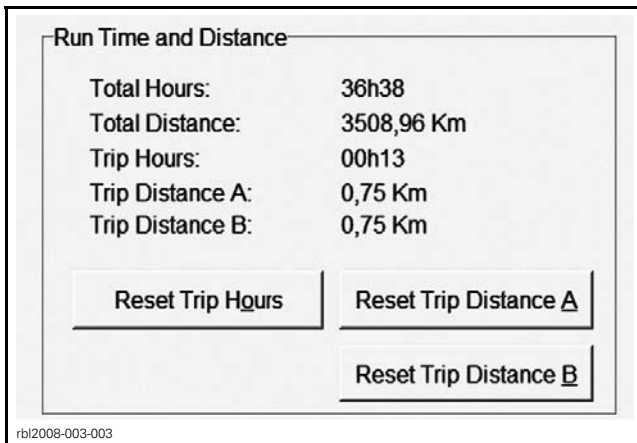 Run Time and Distance
Total Hours: 36h38
Total Distance: 3508,96 Km
Trip Hours: 00h13
Trip Distance A: 0,75 Km
Trip Distance B: 0,75 Km
Reset Trip Hours Reset Trip Distance A
Reset Trip Distance B
rbl2008-003-003